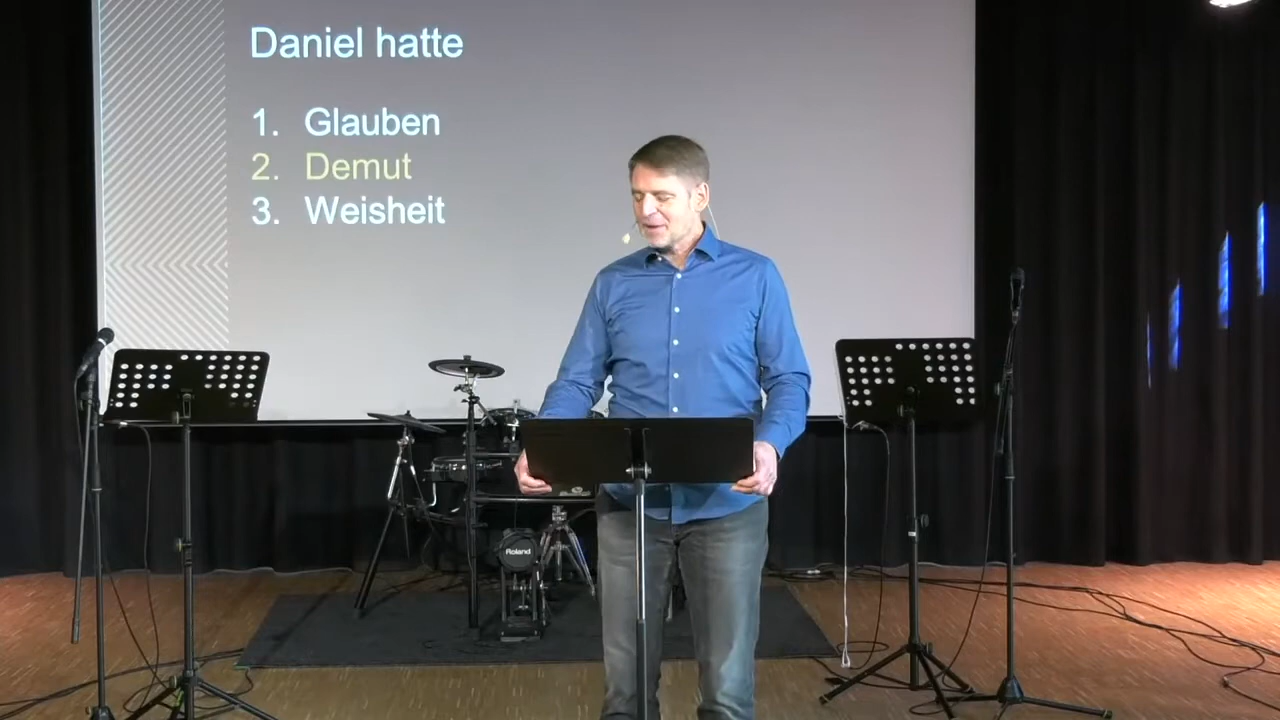 Daniel hatte
1. Glauben
2. Demut
3. Weisheit
Roland